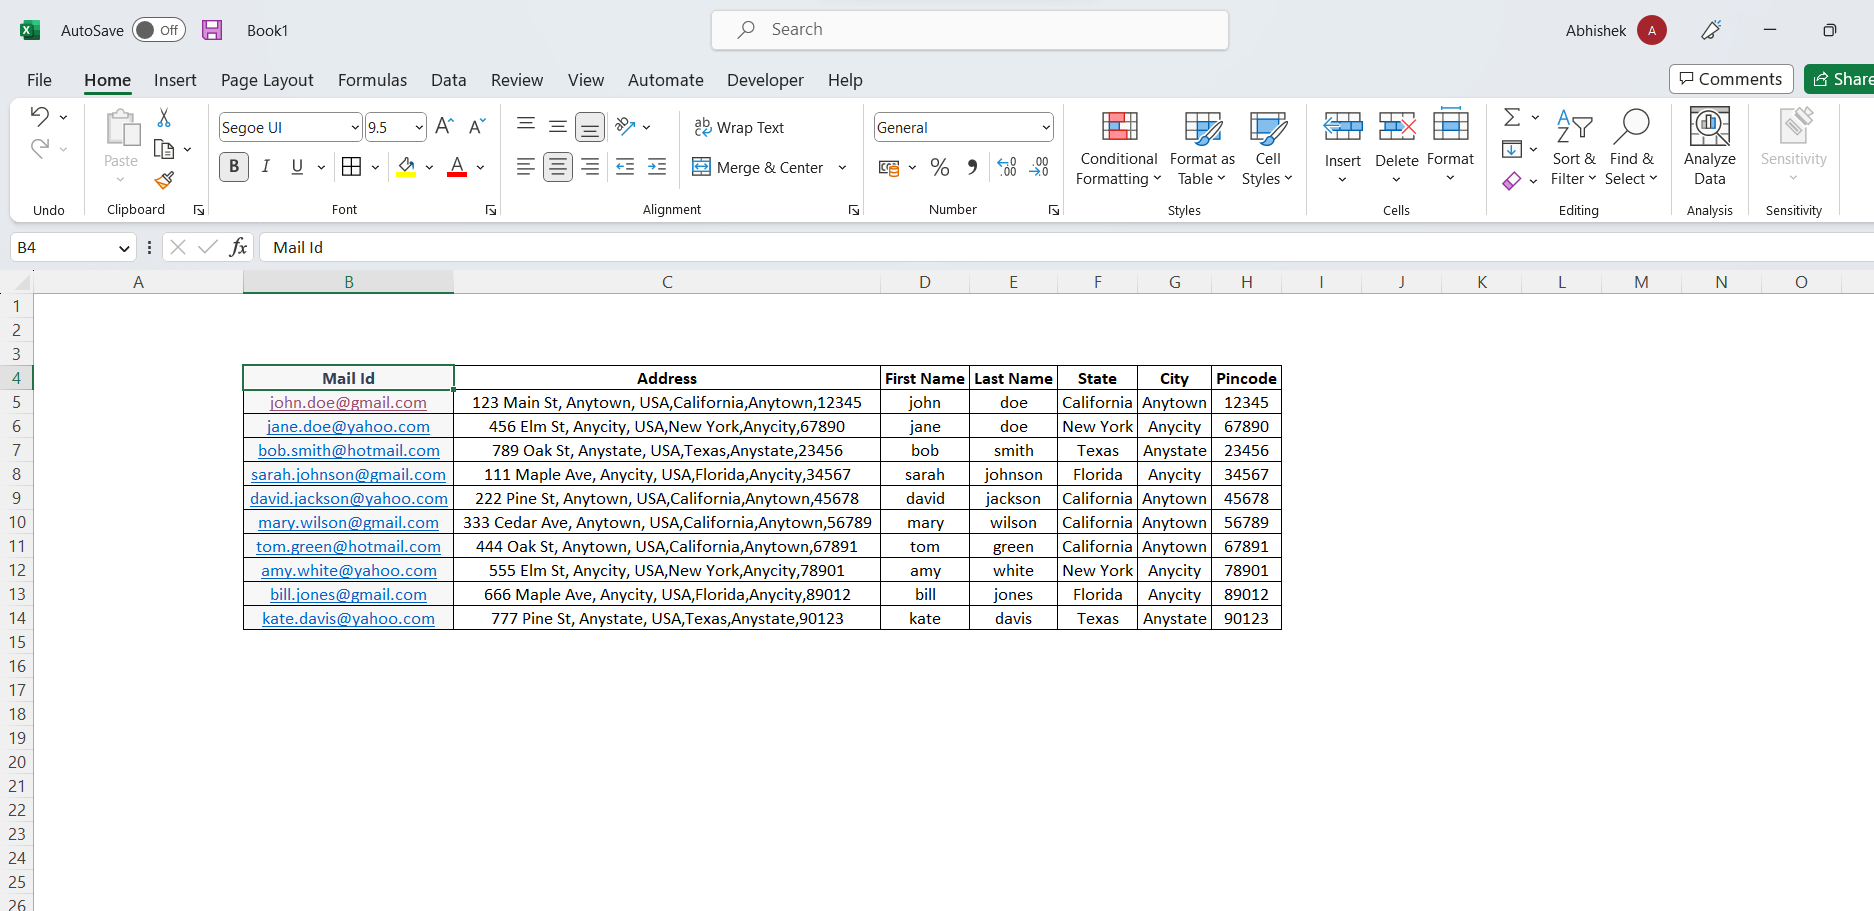 AutoSave Off Book1 Search Abhishek A
File Home Insert Page Layout Formulas Data Review View Automate Developer Help Comments Share
Segoe UI 9.5 A A ab Wrap Text General
Paste B I U A Merge & Center % Conditional Formatting Format as Table Cell Styles Insert Delete Format Sort & Filter Find & Select Analyze Data Sensitivity
Undo Clipboard Font Alignment Number Styles Cells Editing Analysis Sensitivity
B4 fx Mail Id
A B C D E F G H I J K L M N O
1
2
3
4 Mail Id Address First Name Last Name State City Pincode
5 john.doe@gmail.com 123 Main St, Anytown, USA,California,Anytown,12345 john doe California Anytown 12345
6 jane.doe@yahoo.com 456 Elm St, Anycity, USA,New York,Anycity,67890 jane doe New York Anycity 67890
7 bob.smith@hotmail.com 789 Oak St, Anystate, USA,Texas,Anystate,23456 bob smith Texas Anystate 23456
8 sarah.johnson@gmail.com 111 Maple Ave, Anycity, USA,Florida,Anycity,34567 sarah johnson Florida Anycity 34567
9 david.jackson@yahoo.com 222 Pine St, Anytown, USA,California,Anytown,45678 david jackson California Anytown 45678
10 mary.wilson@gmail.com 333 Cedar Ave, Anytown, USA,California,Anytown,56789 mary wilson California Anytown 56789
11 tom.green@hotmail.com 444 Oak St, Anytown, USA,California,Anytown,67891 tom green California Anytown 67891
12 amy.white@yahoo.com 555 Elm St, Anycity, USA,New York,Anycity,78901 amy white New York Anycity 78901
13 bill.jones@gmail.com 666 Maple Ave, Anycity, USA,Florida,Anycity,89012 bill jones Florida Anycity 89012
14 kate.davis@yahoo.com 777 Pine St, Anystate, USA,Texas,Anystate,90123 kate davis Texas Anystate 90123
15
16
17
18
19
20
21
22
23
24
25
26